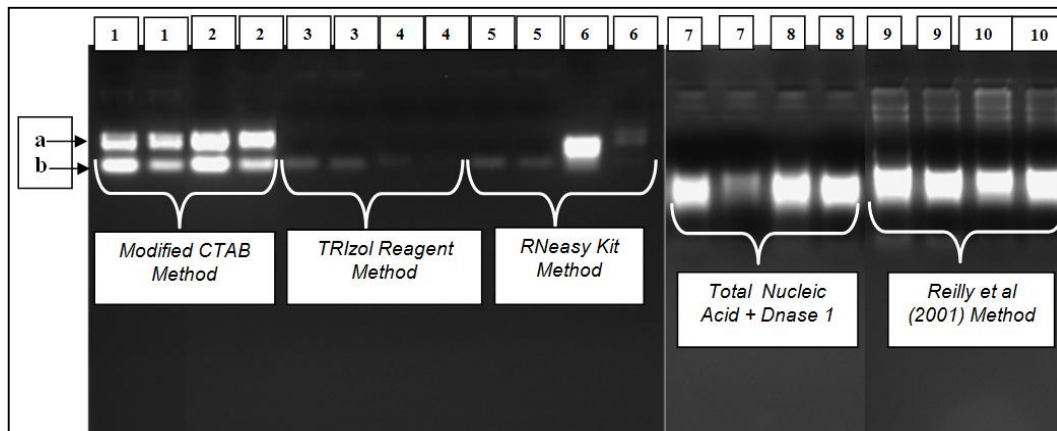 1 1 2 2 3 3 4 4 5 5 6 6 7 7 8 8 9 9 10 10
a
b
Modified CTAB
Method
TRIzol Reagent
Method
RNeasy Kit
Method
Total Nucleic
Acid + Dnase 1
Reilly et al
(2001) Method